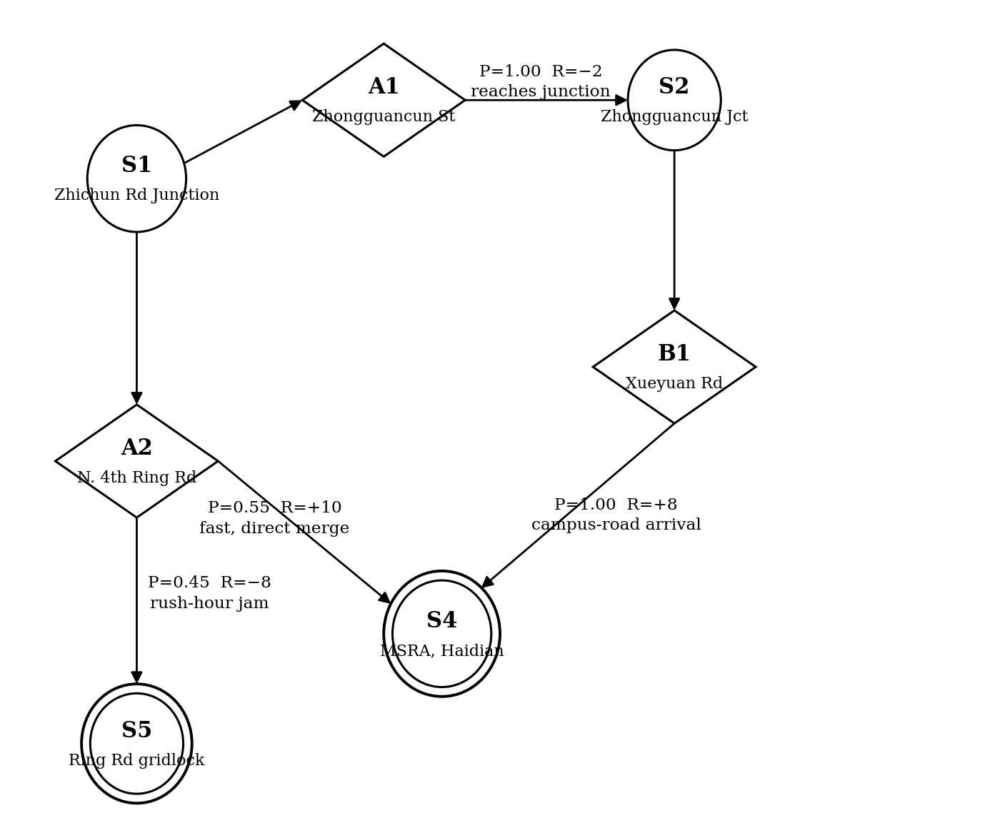 A1
Zhongguancun St
P=1.00  R=−2
reaches junction
S2
Zhongguancun Jct
S1
Zhichun Rd Junction
B1
Xueyuan Rd
A2
N. 4th Ring Rd
P=0.55  R=+10
fast, direct merge
P=1.00  R=+8
campus-road arrival
P=0.45  R=−8
rush-hour jam
S4
MSRA, Haidian
S5
Ring Rd gridlock